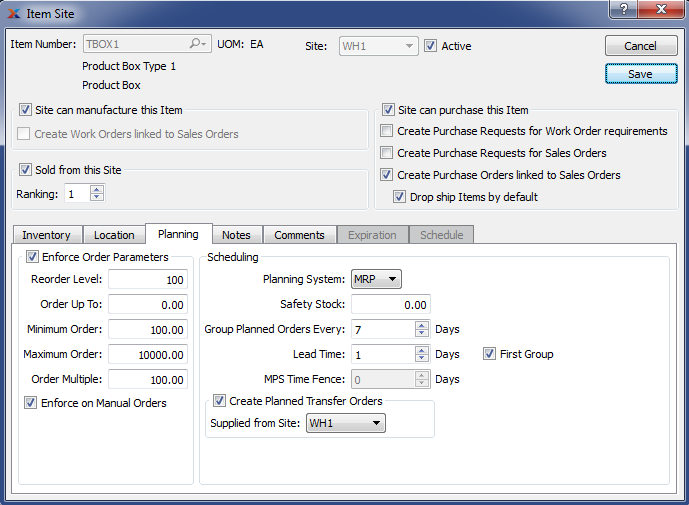 Item Site
Item Number: TBOX1 UOM: EA Site: WH1 Active
Cancel
Product Box Type 1
Product Box
Save
Site can manufacture this Item
Create Work Orders linked to Sales Orders
Site can purchase this Item
Create Purchase Requests for Work Order requirements
Create Purchase Requests for Sales Orders
Create Purchase Orders linked to Sales Orders
Drop ship Items by default
Sold from this Site
Ranking: 1
Inventory Location Planning Notes Comments Expiration Schedule
Enforce Order Parameters
Reorder Level: 100
Order Up To: 0.00
Minimum Order: 100.00
Maximum Order: 10000.00
Order Multiple: 100.00
Enforce on Manual Orders
Scheduling
Planning System: MRP
Safety Stock: 0.00
Group Planned Orders Every: 7 Days
Lead Time: 1 Days First Group
MPS Time Fence: 0 Days
Create Planned Transfer Orders
Supplied from Site: WH1